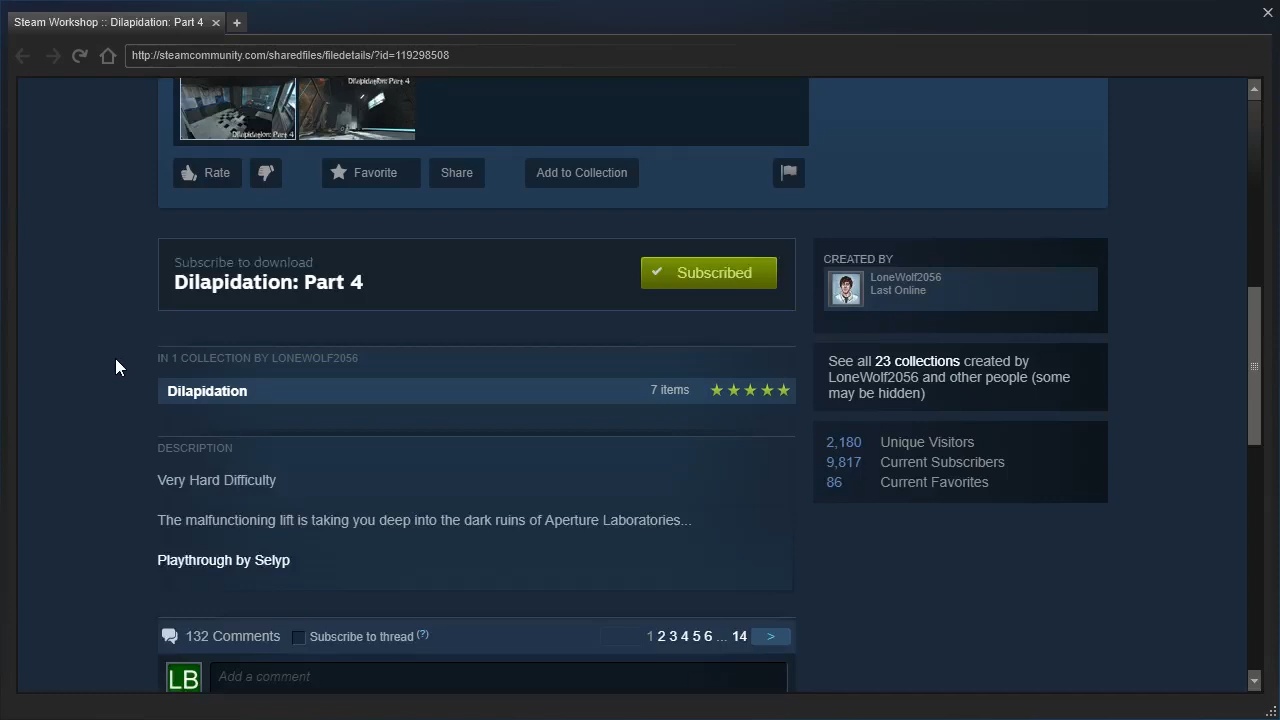 Steam Workshop :: Dilapidation: Part 4
http://steamcommunity.com/sharedfiles/filedetails/?id=119298508
Dilapidation: Part 4
Dilapidation: Part 4
Rate
Favorite
Share
Add to Collection
Subscribe to download
Dilapidation: Part 4
Subscribed
CREATED BY
LoneWolf2056
Last Online
IN 1 COLLECTION BY LONEWOLF2056
Dilapidation
7 items
See all 23 collections created by
LoneWolf2056 and other people (some
may be hidden)
2,180 Unique Visitors
9,817 Current Subscribers
86 Current Favorites
DESCRIPTION
Very Hard Difficulty
The malfunctioning lift is taking you deep into the dark ruins of Aperture Laboratories...
Playthrough by Selyp
132 Comments
Subscribe to thread (?)
1 2 3 4 5 6 ... 14 >
LB
Add a comment